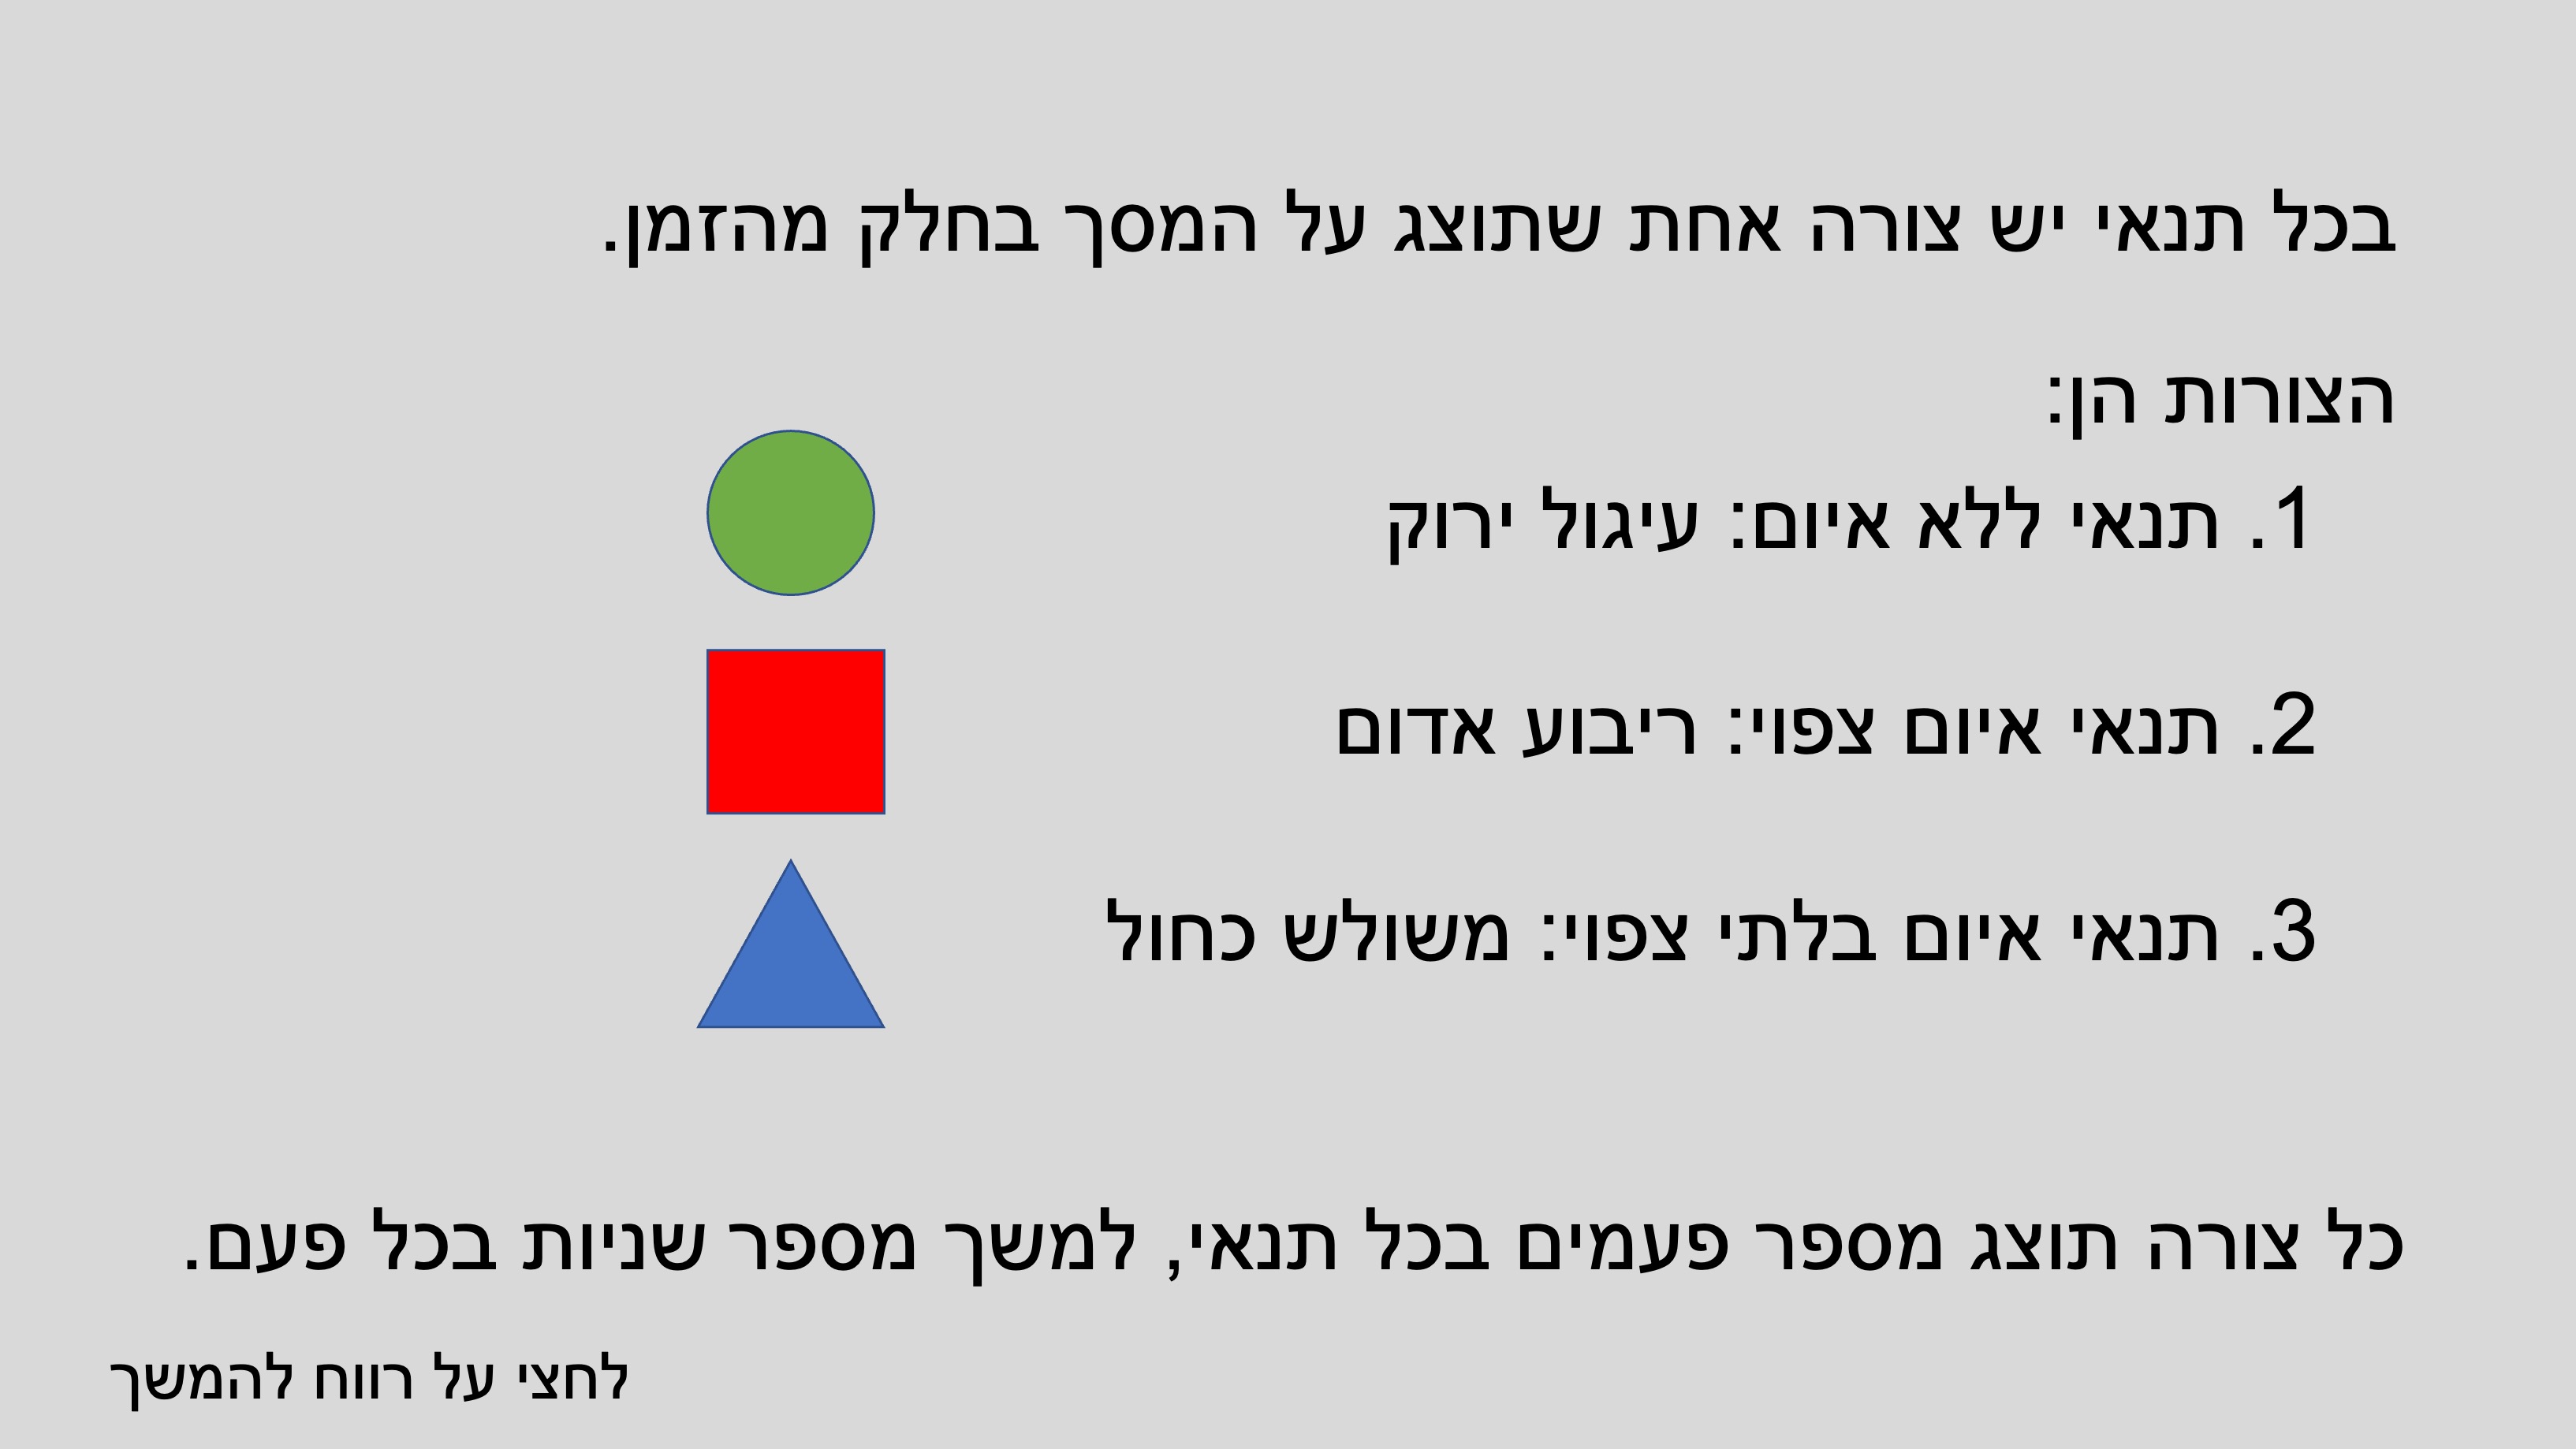 בכל תנאי יש צורה אחת שתוצג על המסך בחלק מהזמן.
הצורות הן:
1. תנאי ללא איום: עיגול ירוק
2. תנאי איום צפוי: ריבוע אדום
3. תנאי איום בלתי צפוי: משולש כחול
כל צורה תוצג מספר פעמים בכל תנאי, למשך מספר שניות בכל פעם.
לחצי על רווח להמשך